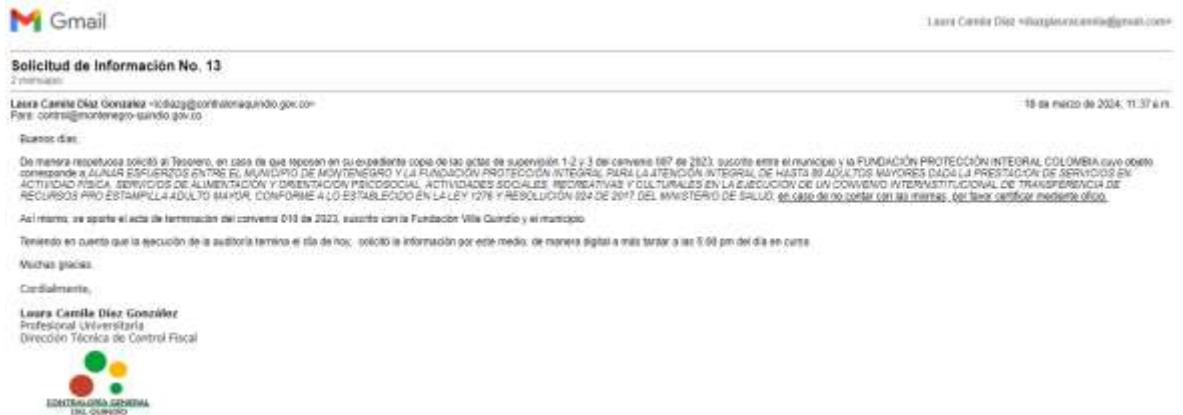 Gmail
Laura Camila Díaz <diazglauracamila@gmail.com>
Solicitud de Información No. 13
2 mensajes
Laura Camila Díaz González <lcdiazg@contraloriaquindio.gov.co>
18 de marzo de 2024, 11:37 a.m.
Para: control@montenegro-quindio.gov.co
Buenos días,
De manera respetuosa solicitó al Tesorero, en caso de que reposen en su expediente copia de las actas de supervisión 1-2 y 3 del convenio 007 de 2023, suscrito entre el municipio y la FUNDACIÓN PROTECCIÓN INTEGRAL COLOMBIA cuyo objeto
corresponde a AUNAR ESFUERZOS ENTRE EL MUNICIPIO DE MONTENEGRO Y LA FUNDACIÓN PROTECCIÓN INTEGRAL PARA LA ATENCIÓN INTEGRAL DE HASTA 80 ADULTOS MAYORES DADA LA PRESTACIÓN DE SERVICIOS EN
ACTIVIDAD FÍSICA, SERVICIOS DE ALIMENTACIÓN Y ORIENTACIÓN PSICOSOCIAL, ACTIVIDADES SOCIALES, RECREATIVAS Y CULTURALES EN LA EJECUCIÓN DE UN CONVENIO INTERINSTITUCIONAL DE TRANSFERENCIA DE
RECURSOS PRO ESTAMPILLA ADULTO MAYOR, CONFORME A LO ESTABLECIDO EN LA LEY 1276 Y RESOLUCIÓN 024 DE 2017 DEL MINISTERIO DE SALUD, en caso de no contar con las mismas, por favor certificar mediante oficio.
Así mismo, se aporte el acta de terminación del convenio 010 de 2023, suscrito con la Fundación Villa Quindío y el municipio.
Teniendo en cuenta que la ejecución de la auditoría termina el día de hoy, solicitó la información por este medio, de manera digital a más tardar a las 5:00 pm del día en curso.
Muchas gracias.
Cordialmente,
Laura Camila Díaz González
Profesional Universitaria
Dirección Técnica de Control Fiscal
CONTRALORÍA GENERAL
DEL QUINDÍO